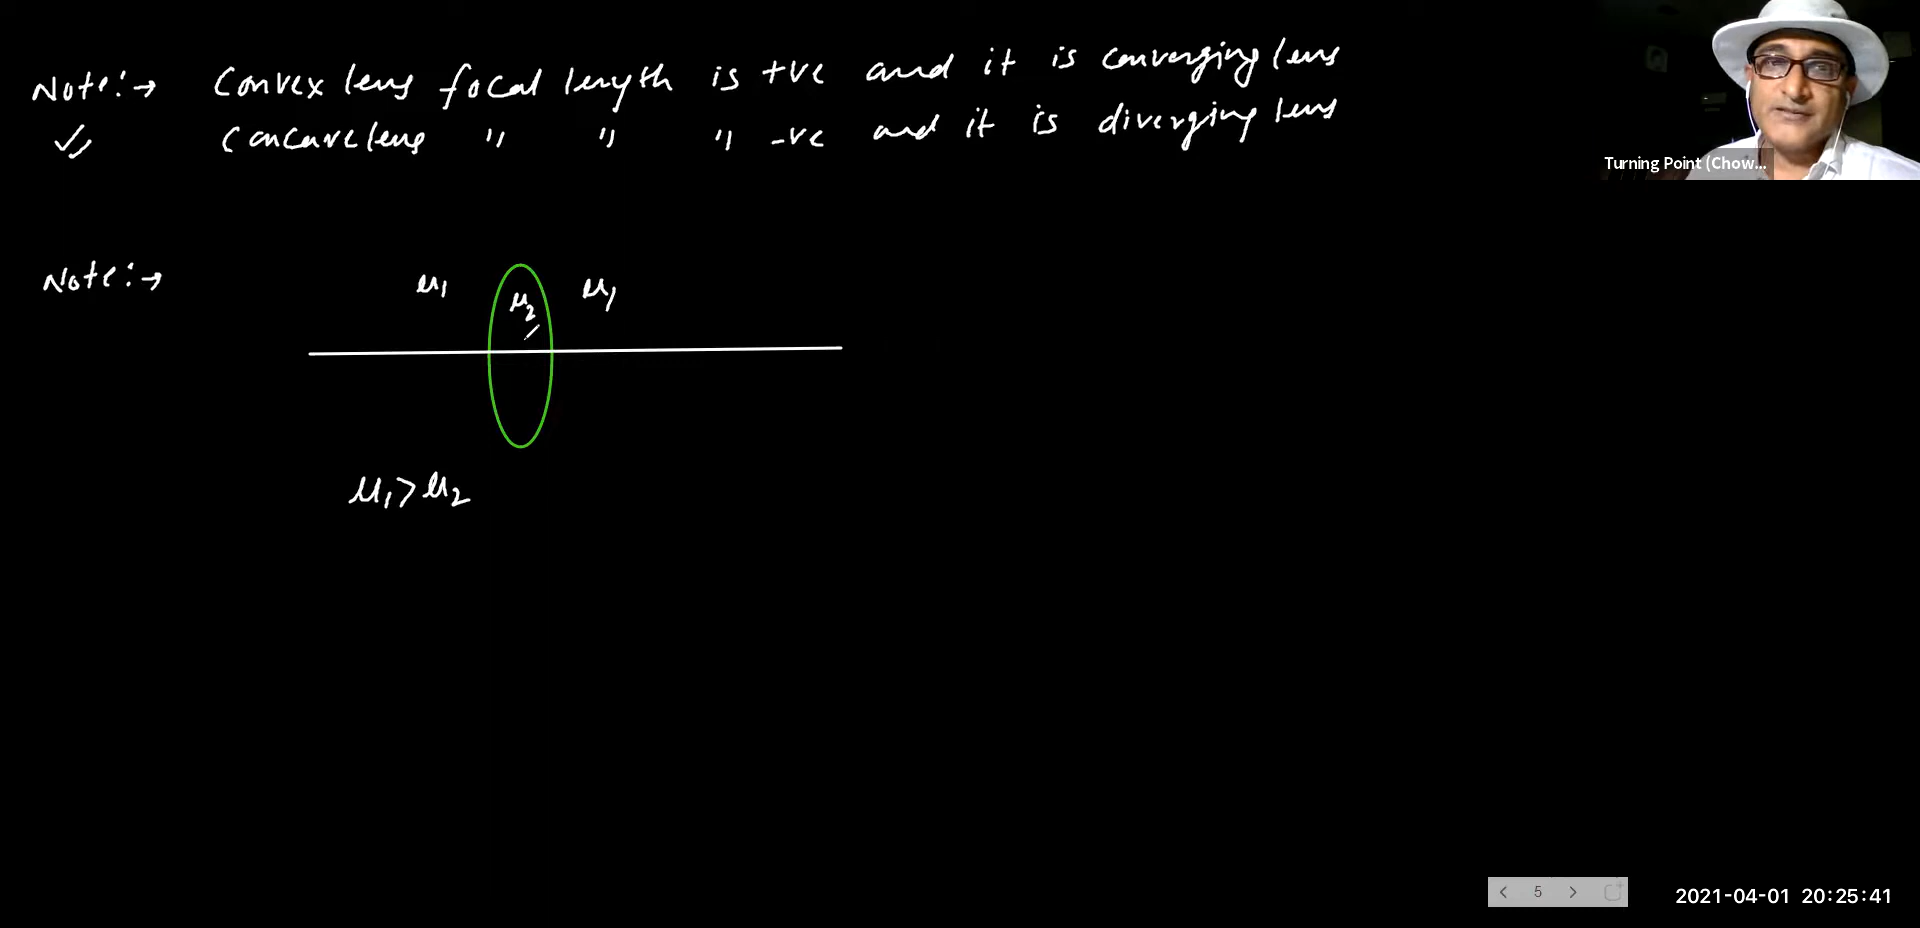 Note:→ Convex lens focal length is +ve and it is converging lens
Concave lens " " " -ve and it is diverging lens
Turning Point (Chow...
Note:→
μ1 μ2 μ1
μ1 > μ2
5
2021-04-01 20:25:41